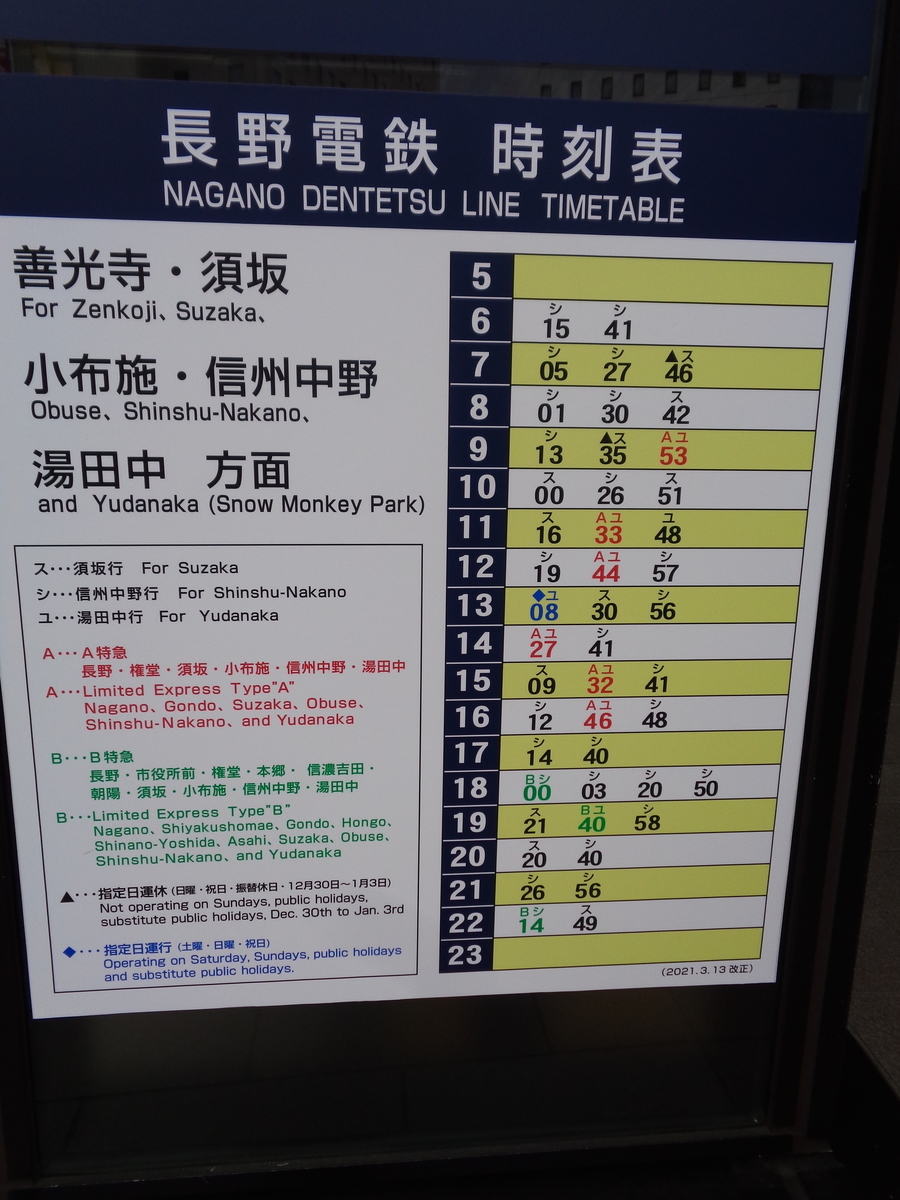 長野電鉄 時刻表
NAGANO DENTETSU LINE TIMETABLE
善光寺・須坂
For Zenkoji、Suzaka、
小布施・信州中野
Obuse、Shinshu-Nakano、
湯田中 方面
and Yudanaka (Snow Monkey Park)
ス･･･須坂行 For Suzaka
シ･･･信州中野行 For Shinshu-Nakano
ユ･･･湯田中行 For Yudanaka
A･･･A特急
長野・権堂・須坂・小布施・信州中野・湯田中
A･･･Limited Express Type"A"
Nagano、Gondo、Suzaka、Obuse、
Shinshu-Nakano、and Yudanaka
B･･･B特急
長野・市役所前・権堂・本郷・信濃吉田・
朝陽・須坂・小布施・信州中野・湯田中
B･･･Limited Express Type"B"
Nagano、Shiyakushomae、Gondo、Hongo、
Shinano-Yoshida、Asahi、Suzaka、Obuse、
Shinshu-Nakano、and Yudanaka
▲･･･指定日運休（日曜・祝日・振替休日・12月30日～1月3日）
Not operating on Sundays, public holidays,
substitute public holidays, Dec. 30th to Jan. 3rd
◆･･･指定日運行（土曜・日曜・祝日）
Operating on Saturday, Sundays, public holidays
and substitute public holidays.
5
シ シ
6 15 41
シ シ ▲ス
7 05 27 46
シ シ ス
8 01 30 42
シ ▲ス Aユ
9 13 35 53
ス シ ス
10 00 26 51
ス Aユ ユ
11 16 33 48
シ Aユ シ
12 19 44 57
◆ユ ス シ
13 08 30 56
Aユ シ
14 27 41
ス Aユ シ
15 09 32 41
シ Aユ シ
16 12 46 48
シ シ
17 14 40
Bシ シ シ シ
18 00 03 20 50
ス Bユ シ
19 21 40 58
ス シ
20 20 40
シ シ
21 26 56
Bシ ス
22 14 49
23
（2021.3.13 改正）